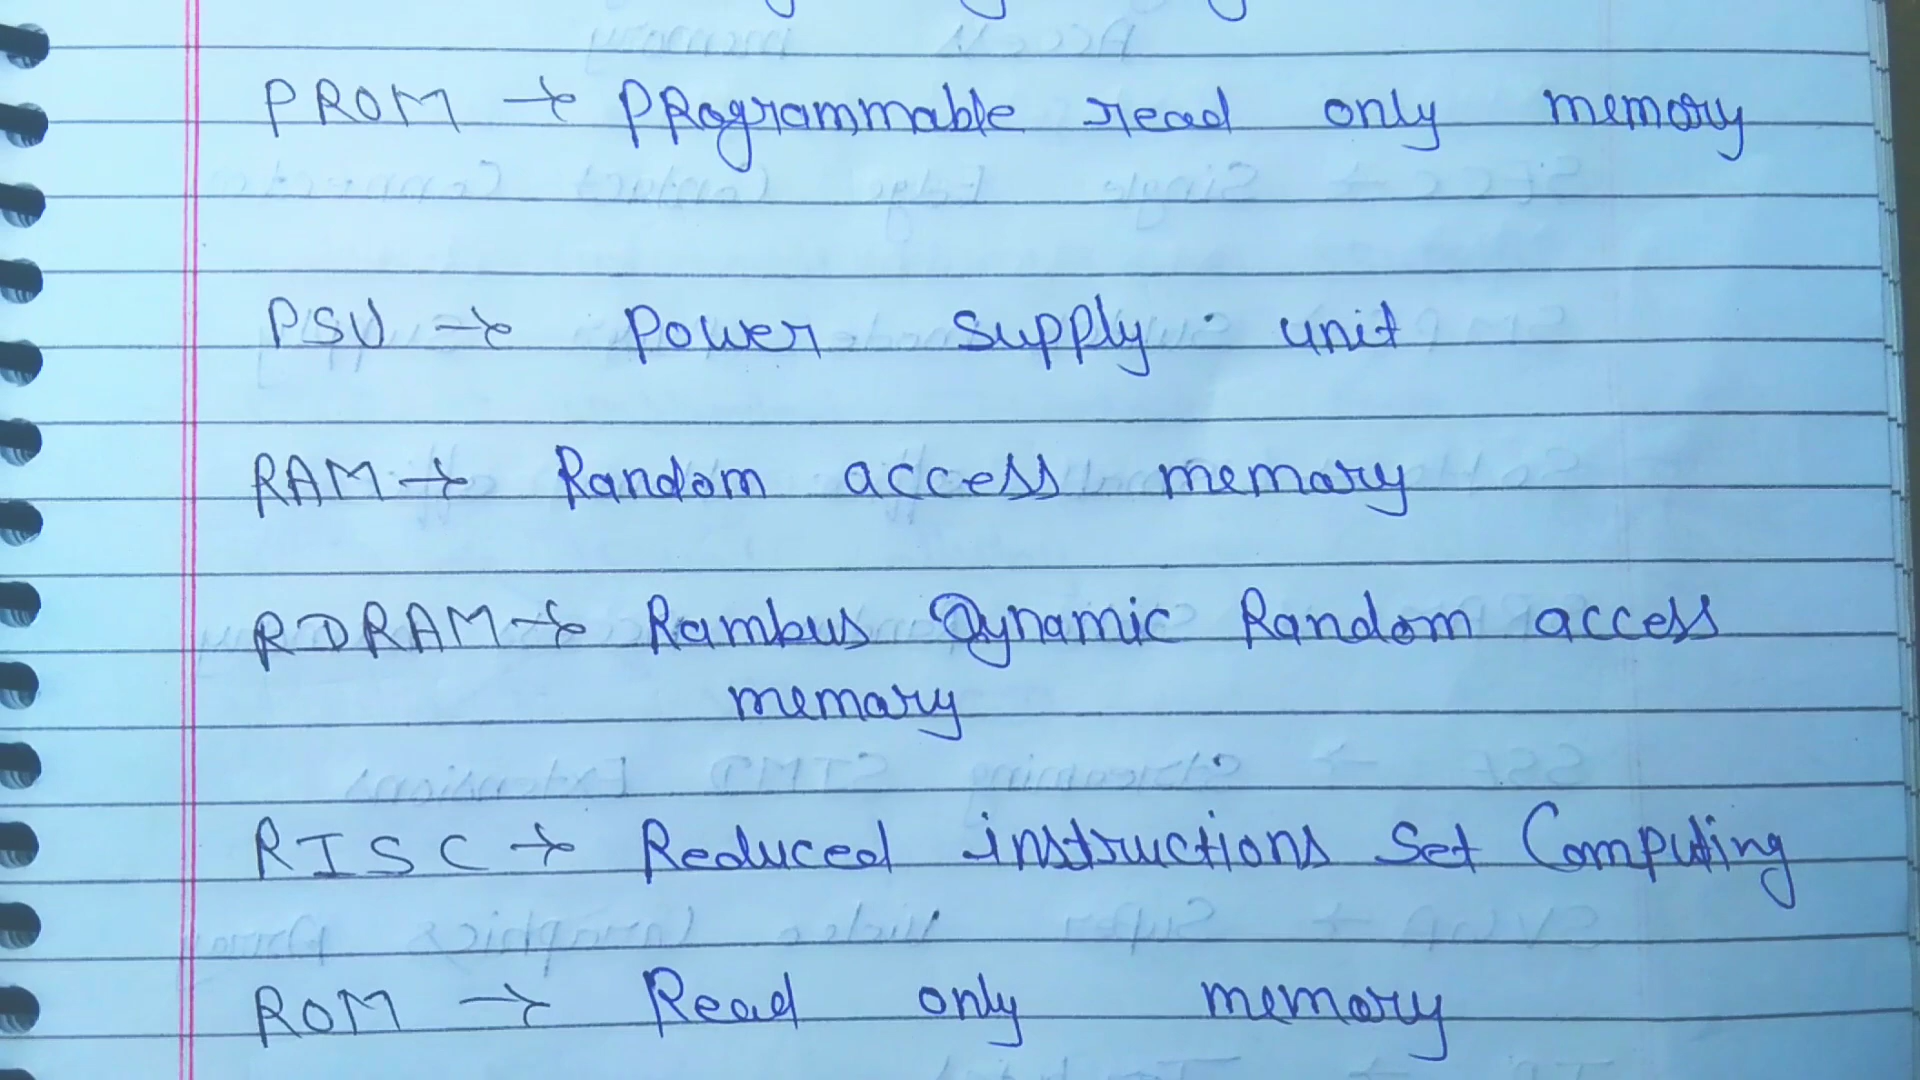 PROM → PRogrammable read only memory
PSU → Power supply unit
RAM → Random access memory
RDRAM → Rambus Dynamic Random access
memory
RISC → Reduced instructions Set Computing
ROM → Read only memory